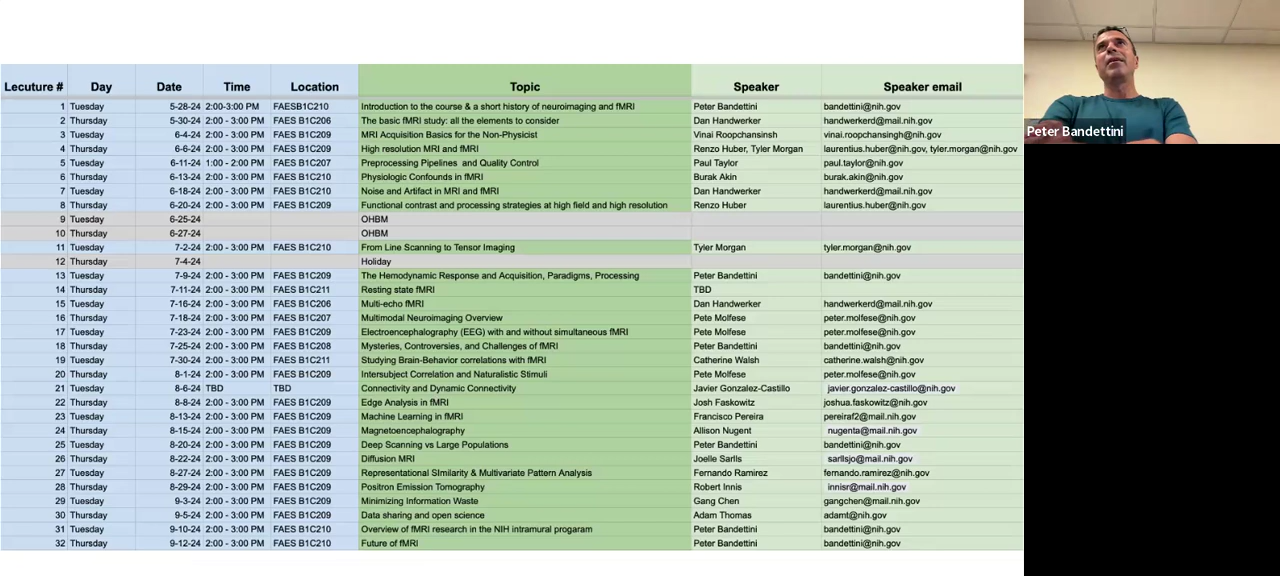 Lecuture # Day Date Time Location Topic Speaker Speaker email
1 Tuesday 5-28-24 2:00-3:00 PM FAESB1C210 Introduction to the course & a short history of neuroimaging and fMRI Peter Bandettini bandettini@nih.gov
2 Thursday 5-30-24 2:00 - 3:00 PM FAES B1C206 The basic fMRI study: all the elements to consider Dan Handwerker handwerkerd@mail.nih.gov
3 Tuesday 6-4-24 2:00 - 3:00 PM FAES B1C209 MRI Acquisition Basics for the Non-Physicist Vinai Roopchansinsh vinai.roopchansingh@nih.gov
4 Thursday 6-6-24 2:00 - 3:00 PM FAES B1C209 High resolution MRI and fMRI Renzo Huber, Tyler Morgan laurentius.huber@nih.gov, tyler.morgan@nih.gov
5 Tuesday 6-11-24 1:00 - 2:00 PM FAES B1C207 Preprocessing Pipelines and Quality Control Paul Taylor paul.taylor@nih.gov
6 Thursday 6-13-24 2:00 - 3:00 PM FAES B1C210 Physiologic Confounds in fMRI Burak Akin burak.akin@nih.gov
7 Tuesday 6-18-24 2:00 - 3:00 PM FAES B1C210 Noise and Artifact in MRI and fMRI Dan Handwerker handwerkerd@mail.nih.gov
8 Thursday 6-20-24 2:00 - 3:00 PM FAES B1C209 Functional contrast and processing strategies at high field and high resolution Renzo Huber laurentius.huber@nih.gov
9 Tuesday 6-25-24 OHBM
10 Thursday 6-27-24 OHBM
11 Tuesday 7-2-24 2:00 - 3:00 PM FAES B1C210 From Line Scanning to Tensor Imaging Tyler Morgan tyler.morgan@nih.gov
12 Thursday 7-4-24 Holiday
13 Tuesday 7-9-24 2:00 - 3:00 PM FAES B1C209 The Hemodynamic Response and Acquisition, Paradigms, Processing Peter Bandettini bandettini@nih.gov
14 Thursday 7-11-24 2:00 - 3:00 PM FAES B1C211 Resting state fMRI TBD
15 Tuesday 7-16-24 2:00 - 3:00 PM FAES B1C206 Multi-echo fMRI Dan Handwerker handwerkerd@mail.nih.gov
16 Thursday 7-18-24 2:00 - 3:00 PM FAES B1C207 Multimodal Neuroimaging Overview Pete Molfese peter.molfese@nih.gov
17 Tuesday 7-23-24 2:00 - 3:00 PM FAES B1C209 Electroencephalography (EEG) with and without simultaneous fMRI Pete Molfese peter.molfese@nih.gov
18 Thursday 7-25-24 2:00 - 3:00 PM FAES B1C208 Mysteries, Controversies, and Challenges of fMRI Peter Bandettini bandettini@nih.gov
19 Tuesday 7-30-24 2:00 - 3:00 PM FAES B1C211 Studying Brain-Behavior correlations with fMRI Catherine Walsh catherine.walsh@nih.gov
20 Thursday 8-1-24 2:00 - 3:00 PM FAES B1C209 Intersubject Correlation and Naturalistic Stimuli Pete Molfese peter.molfese@nih.gov
21 Tuesday 8-6-24 TBD TBD Connectivity and Dynamic Connectivity Javier Gonzalez-Castillo javier.gonzalez-castillo@nih.gov
22 Thursday 8-8-24 2:00 - 3:00 PM FAES B1C209 Edge Analysis in fMRI Josh Faskowitz joshua.faskowitz@nih.gov
23 Tuesday 8-13-24 2:00 - 3:00 PM FAES B1C209 Machine Learning in fMRI Francisco Pereira pereiraf2@mail.nih.gov
24 Thursday 8-15-24 2:00 - 3:00 PM FAES B1C209 Magnetoencephalography Allison Nugent nugenta@mail.nih.gov
25 Tuesday 8-20-24 2:00 - 3:00 PM FAES B1C209 Deep Scanning vs Large Populations Peter Bandettini bandettini@nih.gov
26 Thursday 8-22-24 2:00 - 3:00 PM FAES B1C209 Diffusion MRI Joelle Sarlls sarllsjo@mail.nih.gov
27 Tuesday 8-27-24 2:00 - 3:00 PM FAES B1C209 Representational SImilarity & Multivariate Pattern Analysis Fernando Ramirez fernando.ramirez@nih.gov
28 Thursday 8-29-24 2:00 - 3:00 PM FAES B1C209 Positron Emission Tomography Robert Innis innisr@mail.nih.gov
29 Tuesday 9-3-24 2:00 - 3:00 PM FAES B1C209 Minimizing Information Waste Gang Chen gangchen@mail.nih.gov
30 Thursday 9-5-24 2:00 - 3:00 PM FAES B1C209 Data sharing and open science Adam Thomas adamt@nih.gov
31 Tuesday 9-10-24 2:00 - 3:00 PM FAES B1C210 Overview of fMRI research in the NIH intramural progaram Peter Bandettini bandettini@nih.gov
32 Thursday 9-12-24 2:00 - 3:00 PM FAES B1C210 Future of fMRI Peter Bandettini bandettini@nih.gov
Peter Bandettini